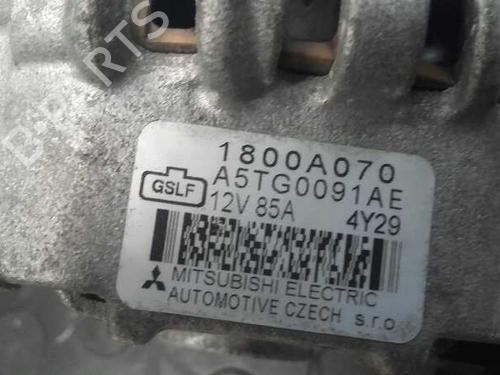 B-PARTS
1800A070
A5TG0091AE
GSLF
12V 85A 4Y29
MITSUBISHI ELECTRIC
AUTOMOTIVE CZECH s.r.o